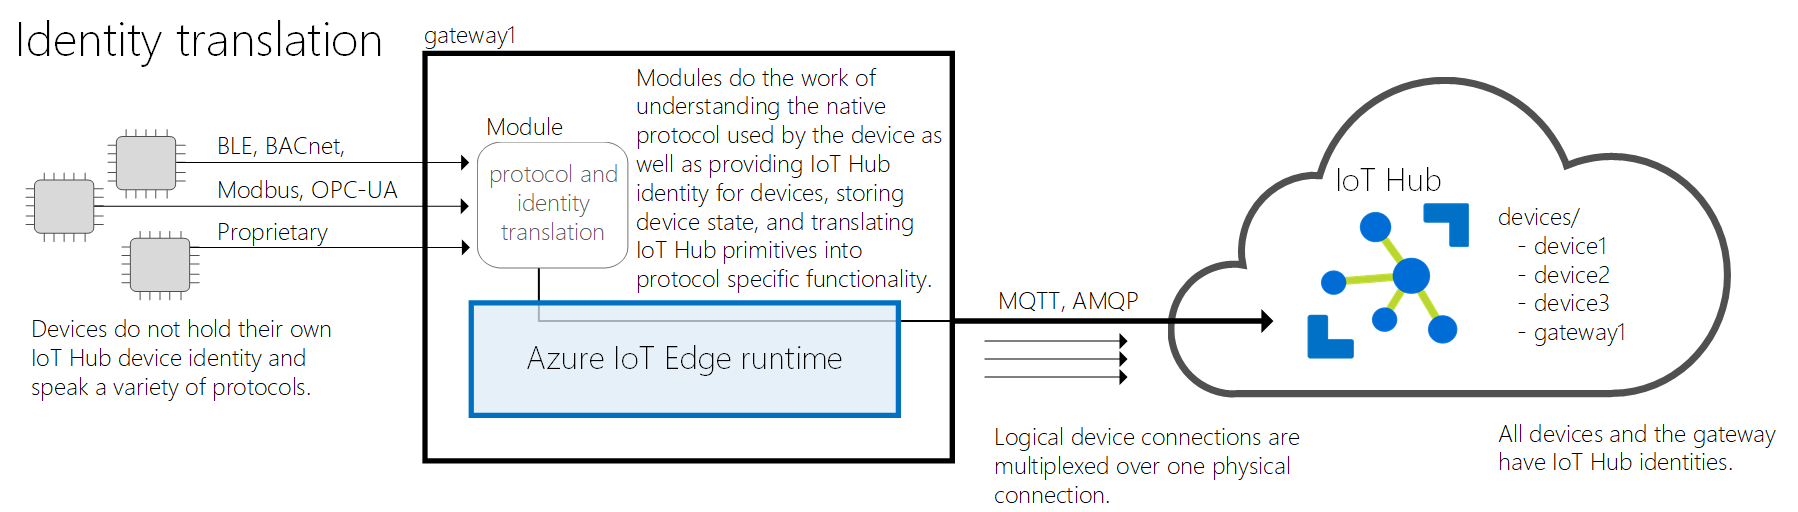 Identity translation
gateway1
Modules do the work of
understanding the native
protocol used by the device as
well as providing IoT Hub
identity for devices, storing
device state, and translating
IoT Hub primitives into
protocol specific functionality.
Module
protocol and
identity
translation
BLE, BACnet,
Modbus, OPC-UA
Proprietary
Devices do not hold their own
IoT Hub device identity and
speak a variety of protocols.
Azure IoT Edge runtime
MQTT, AMQP
Logical device connections are
multiplexed over one physical
connection.
IoT Hub
devices/
- device1
- device2
- device3
- gateway1
All devices and the gateway
have IoT Hub identities.